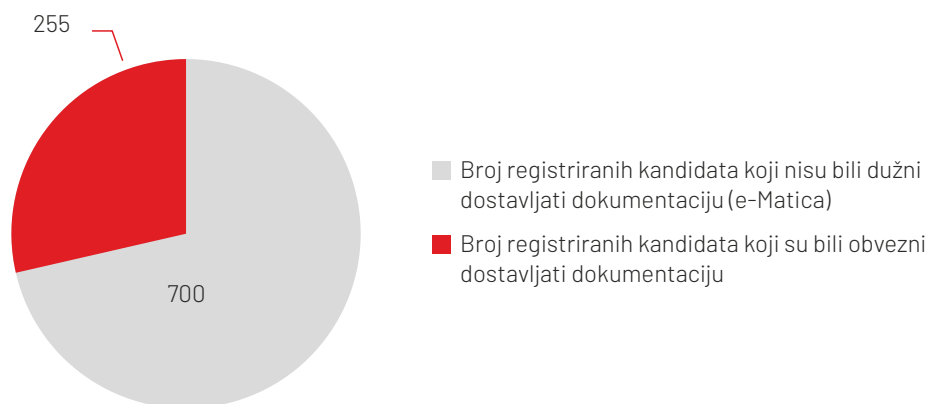 255
700
Broj registriranih kandidata koji nisu bili dužni
dostavljati dokumentaciju (e-Matica)
Broj registriranih kandidata koji su bili obvezni
dostavljati dokumentaciju